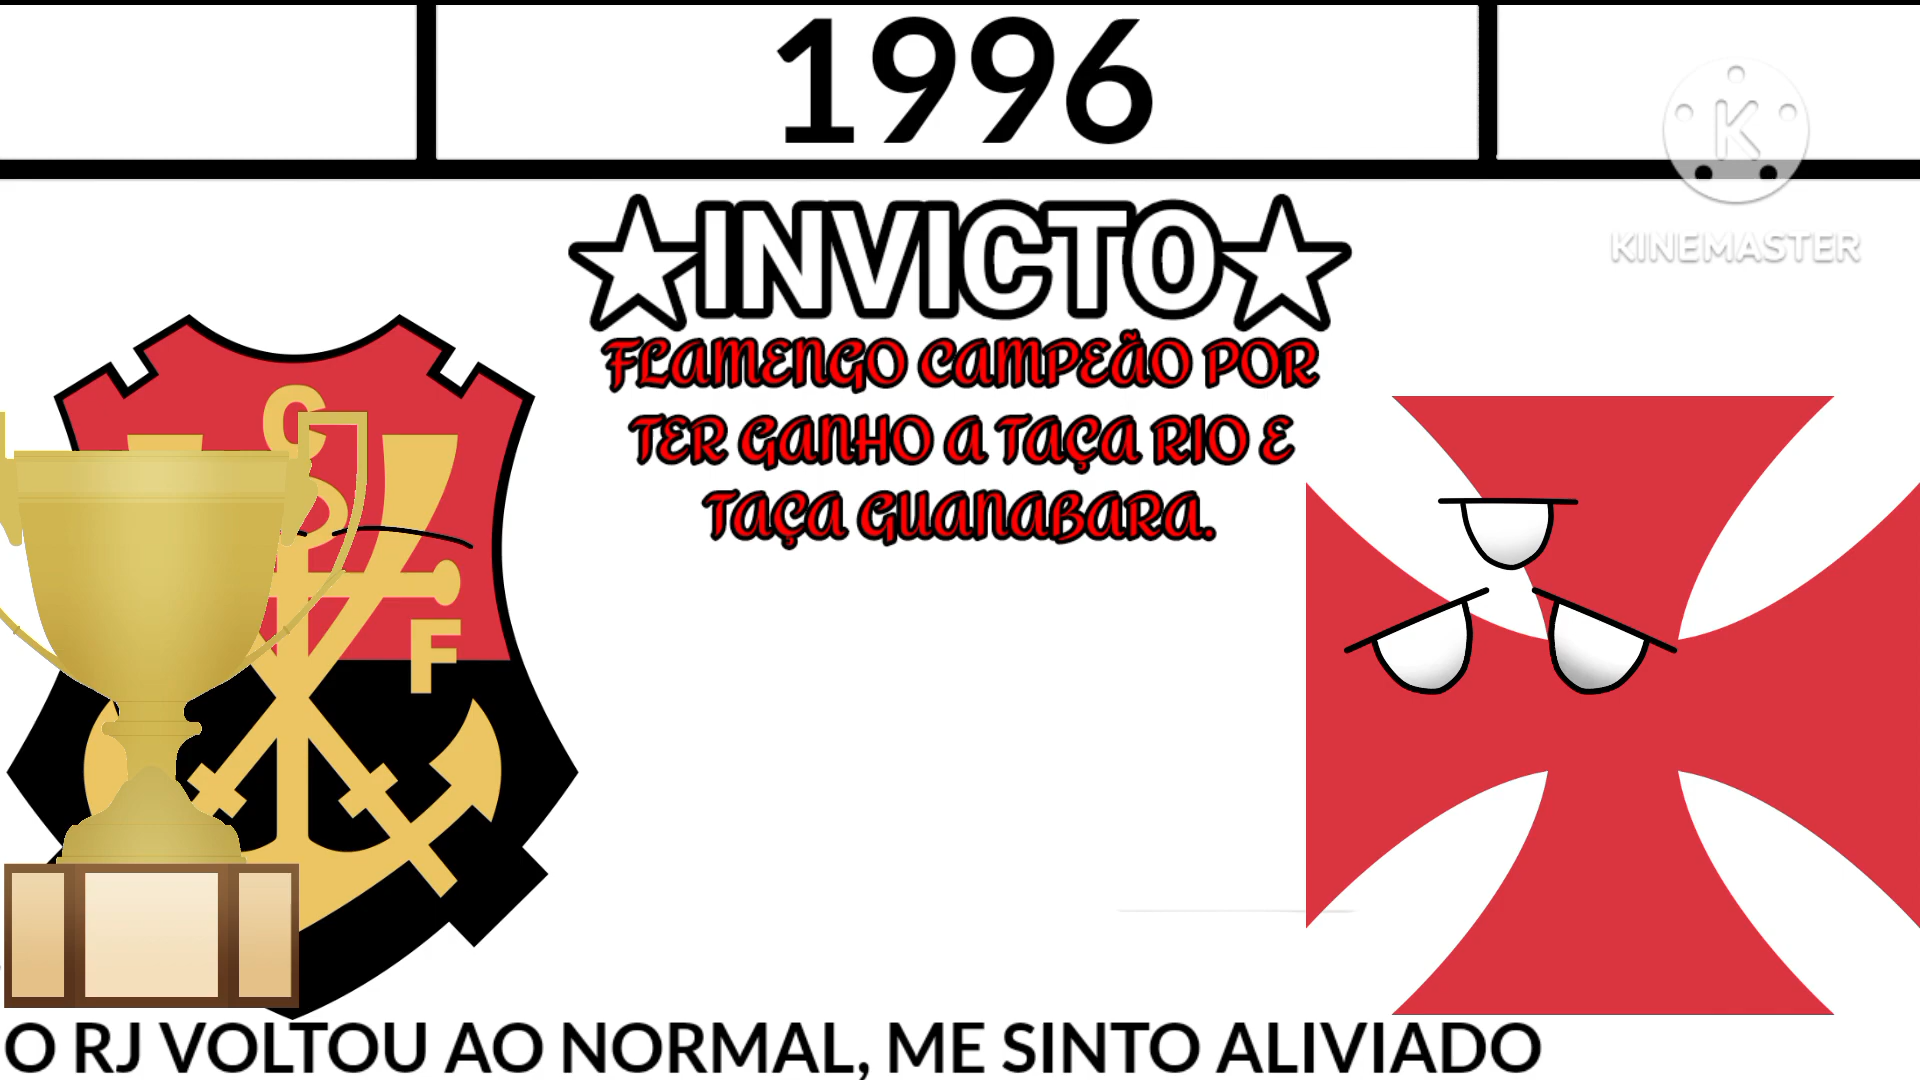 1996
K
KINEMASTER
★INVICTO★
FLAMENGO CAMPEÃO POR
TER GANHO A TAÇA RIO E
TAÇA GUANABARA.
C
F
O RJ VOLTOU AO NORMAL, ME SINTO ALIVIADO